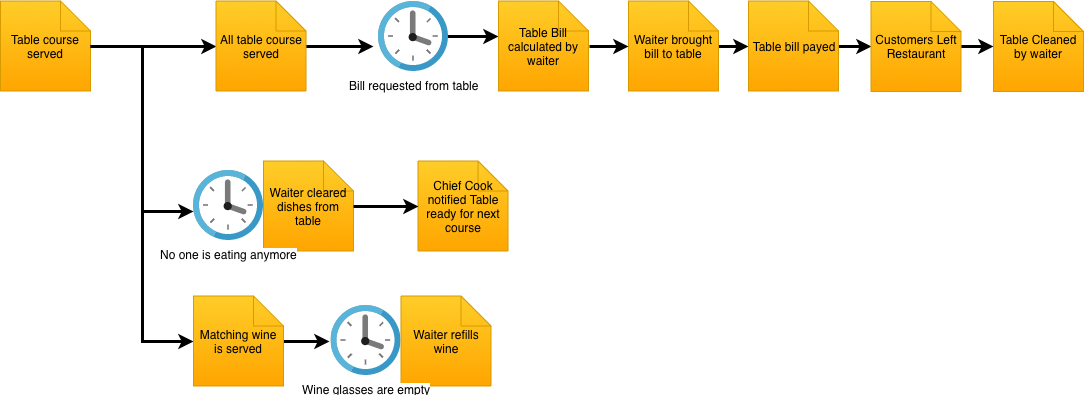 Table course
served
All table course
served
Bill requested from table
Table Bill
calculated by
waiter
Waiter brought
bill to table
Table bill payed
Customers Left
Restaurant
Table Cleaned
by waiter
No one is eating anymore
Waiter cleared
dishes from
table
Chief Cook
notified Table
ready for next
course
Matching wine
is served
Wine glasses are empty
Waiter refills
wine